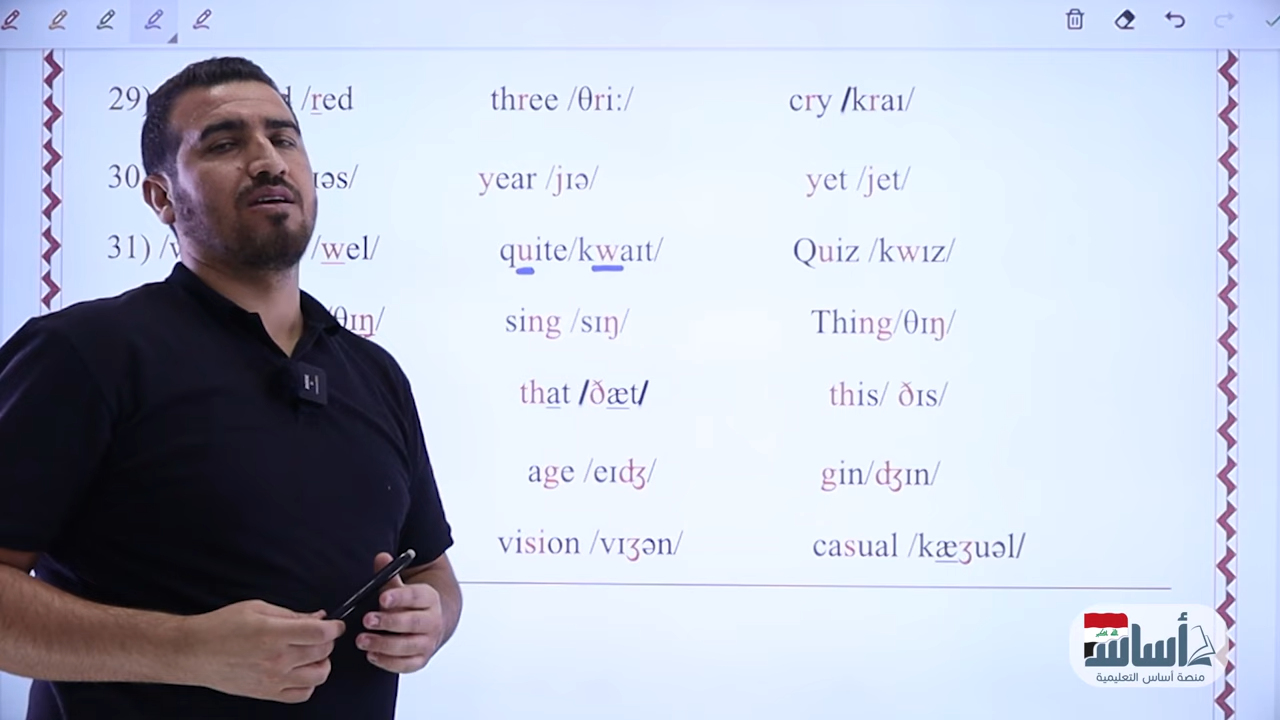 29) /red three /θri:/ cry /kraɪ/
30 ɪəs/ year /jɪə/ yet /jet/
31) /wel/ quite/kwaɪt/ Quiz /kwɪz/
/θɪŋ/ sing /sɪŋ/ Thing/θɪŋ/
that /ðæt/ this/ ðɪs/
age /eɪʤ/ gin/ʤɪn/
vision /vɪʒən/ casual /kæʒuəl/
أساس
منصة أساس التعليمية